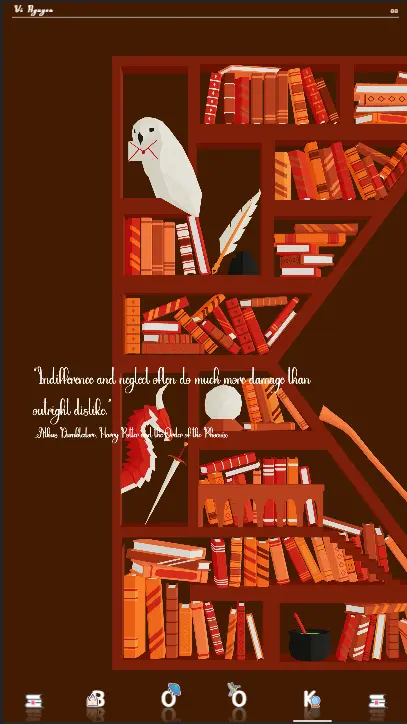 Vi Nguyen
"Indifference and neglect often do much more damage than
outright dislike."
-Albus Dumbledore, Harry Potter and the Order of the Phoenix
B O O K